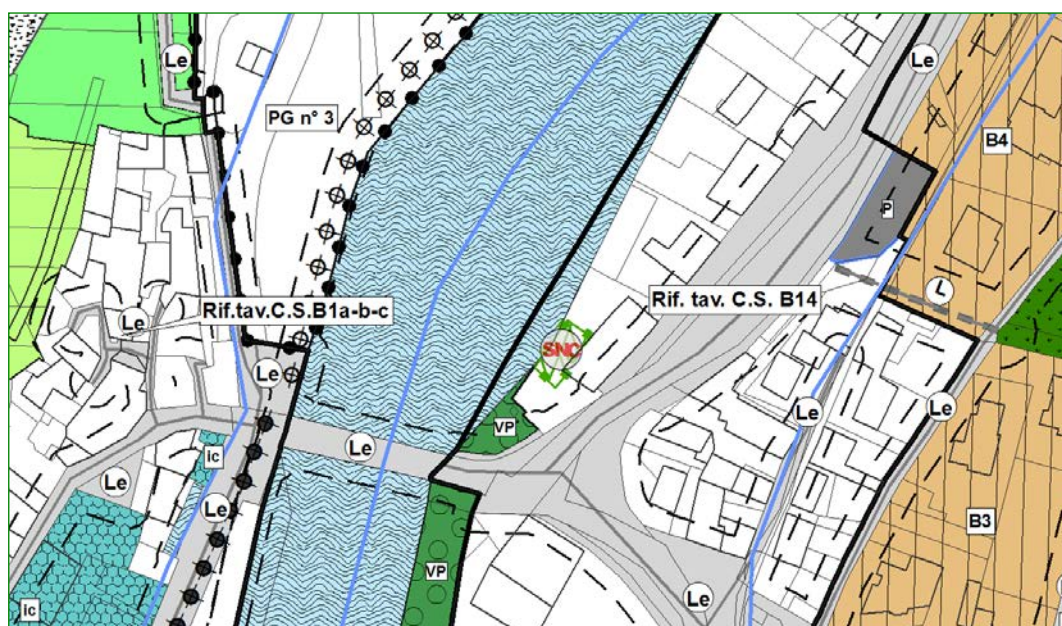 Le
Le
PG n° 3
B4
P
Rif. tav. C.S. B14
L
Rif.tav.C.S.B1a-b-c
Le
SNC
Le
Le
Le
VP
Le
ic
Le
Le
B3
VP
Le
ic